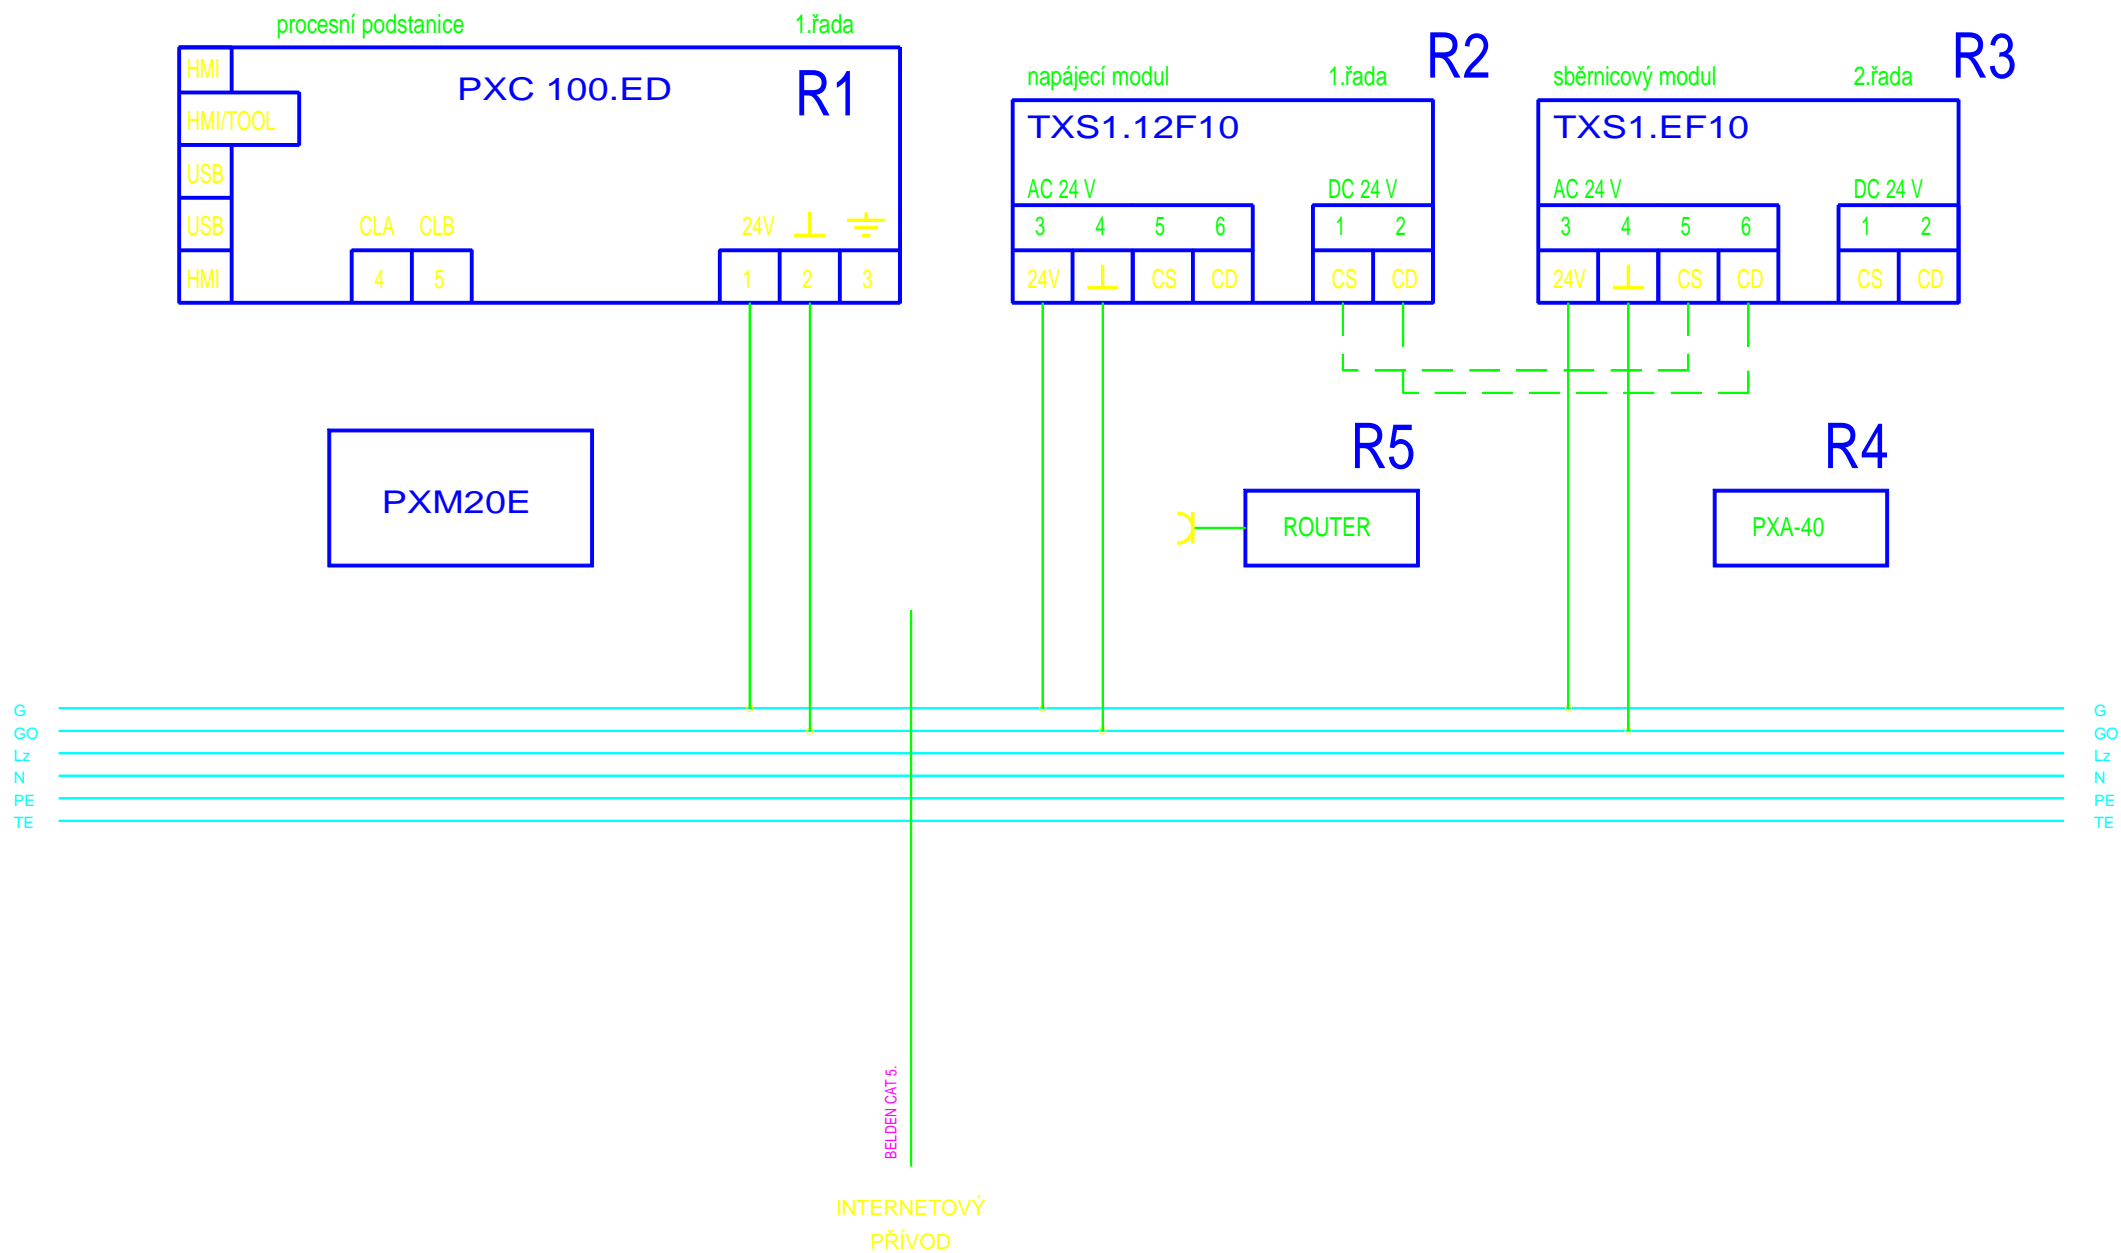 procesní podstanice 1.řada
HMI
PXC 100.ED R1
HMI/TOOL
USB
USB CLA CLB 24V
HMI 4 5 1 2 3
R2
napájecí modul 1.řada
TXS1.12F10
AC 24 V DC 24 V
3 4 5 6 1 2
24V CS CD CS CD
R3
sběrnicový modul 2.řada
TXS1.EF10
AC 24 V DC 24 V
3 4 5 6 1 2
24V CS CD CS CD
PXM20E
R5
ROUTER
R4
PXA-40
G G
GO GO
Lz Lz
N N
PE PE
TE TE
BELDEN CAT 5.
INTERNETOVÝ
PŘÍVOD